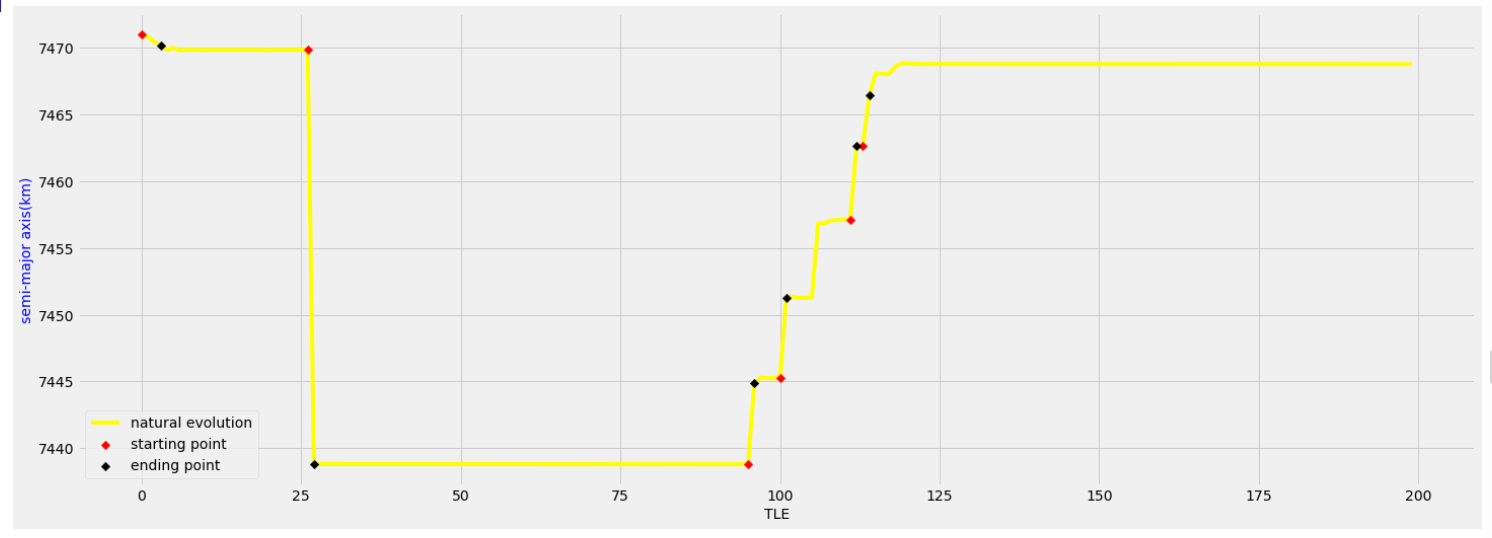 7470
7465
7460
7455
7450
7445
7440
semi-major axis(km)
natural evolution
starting point
ending point
0 25 50 75 100 125 150 175 200
TLE